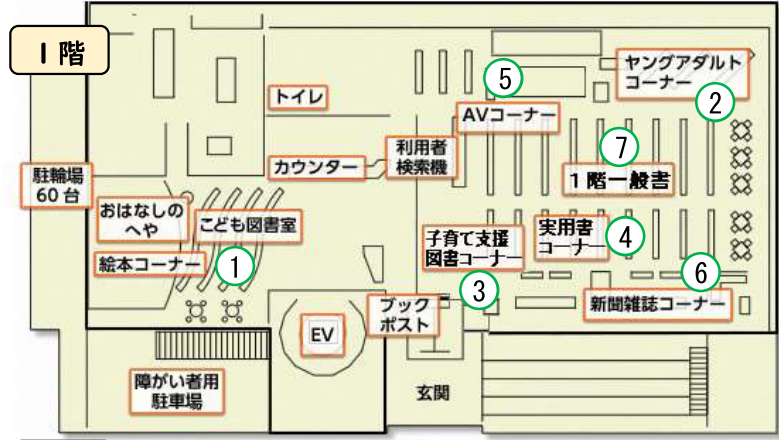 1階
ヤングアダルト
コーナー
②
⑤
トイレ
AVコーナー
⑦
利用者
検索機
カウンター
1階一般書
駐輪場
60台
おはなしの
へや
こども図書室
子育て支援
図書コーナー
実用書
コーナー
④
絵本コーナー
①
⑥
③
新聞雑誌コーナー
ブック
ポスト
EV
障がい者用
駐車場
玄関